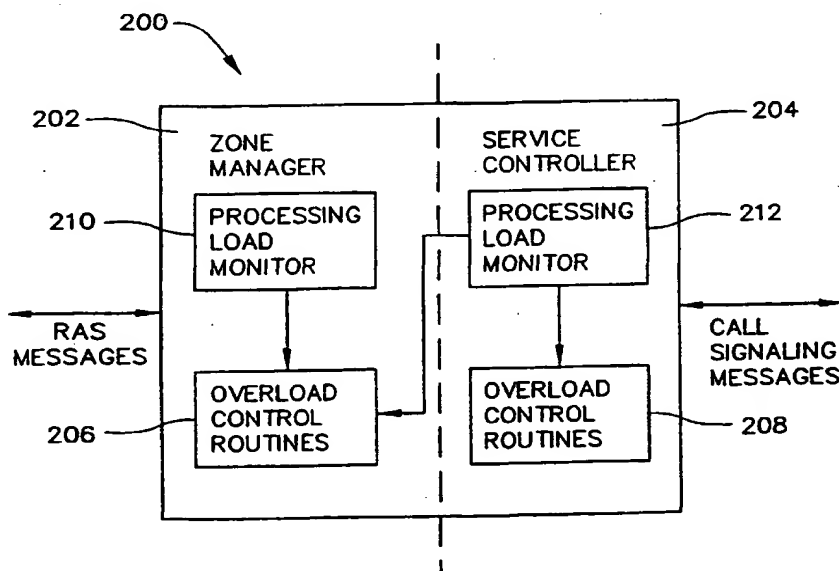 200
202
204
ZONE
MANAGER
SERVICE
CONTROLLER
210
PROCESSING
LOAD
MONITOR
PROCESSING
LOAD
MONITOR
212
RAS
MESSAGES
CALL
SIGNALING
MESSAGES
206
OVERLOAD
CONTROL
ROUTINES
OVERLOAD
CONTROL
ROUTINES
208